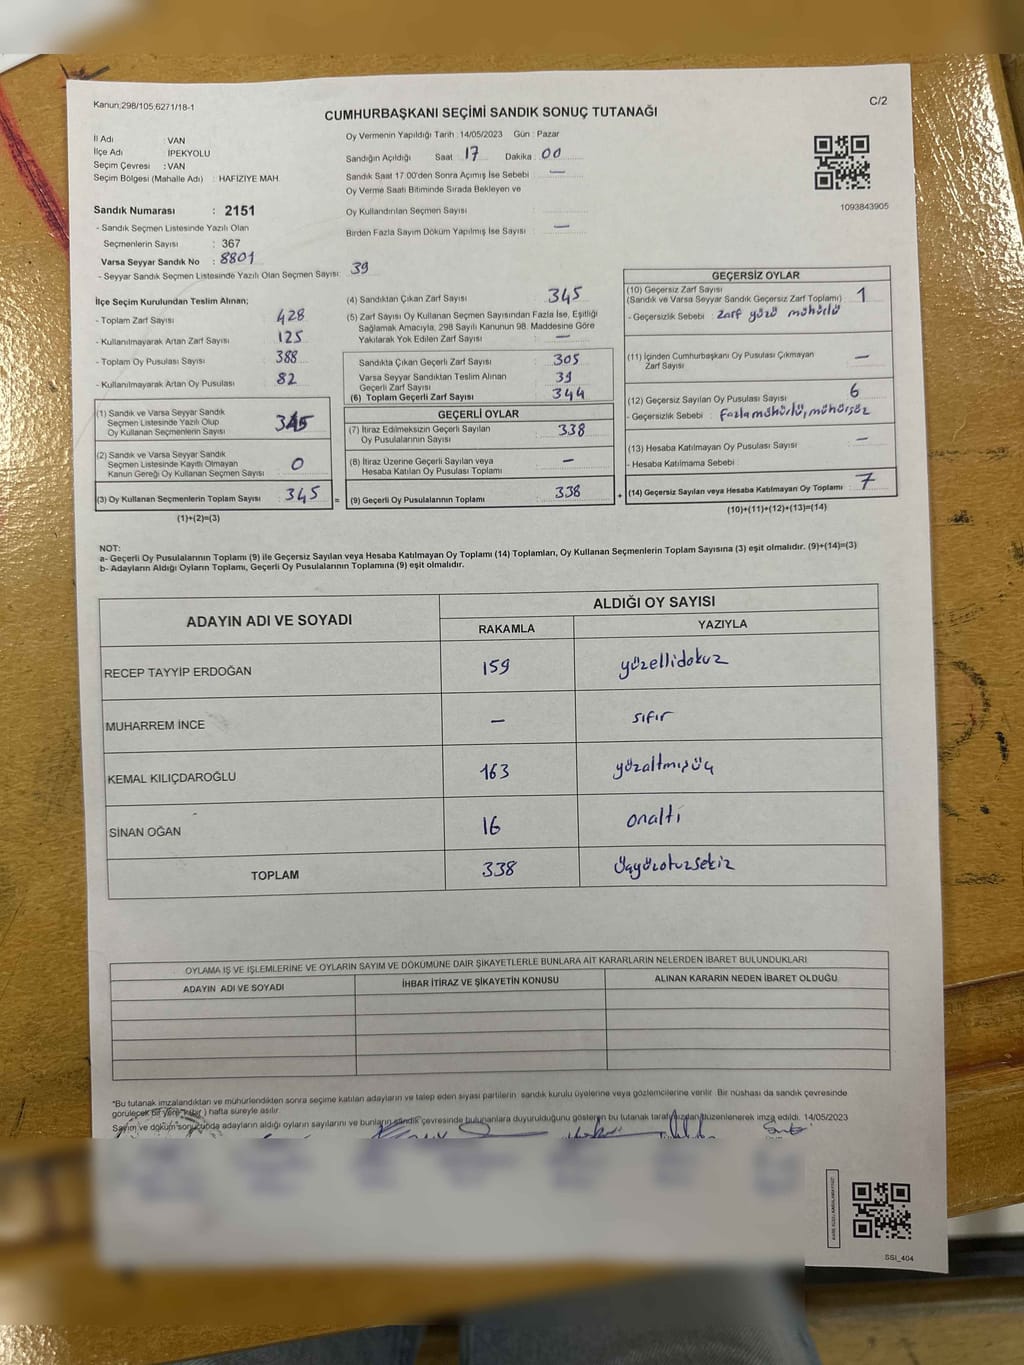 Kanun:298/105,6271/18-1
C/2
CUMHURBAŞKANI SEÇİMİ SANDIK SONUÇ TUTANAĞI
İl Adı : VAN
İlçe Adı : İPEKYOLU
Seçim Çevresi : VAN
Seçim Bölgesi (Mahalle Adı) : HAFİZİYE MAH.
Sandık Numarası : 2151
- Sandık Seçmen Listesinde Yazılı Olan
Seçmenlerin Sayısı : 367
Varsa Seyyar Sandık No : 8801
- Seyyar Sandık Seçmen Listesinde Yazılı Olan Seçmen Sayısı: 39
Oy Vermenin Yapıldığı Tarih :14/05/2023 Gün : Pazar
Sandığın Açıldığı Saat : 17 Dakika : 00
Sandık Saat 17:00'den Sonra Açımış İse Sebebi : —
Oy Verme Saati Bitiminde Sırada Bekleyen ve
Oy Kullandırılan Seçmen Sayısı :
Birden Fazla Sayım Döküm Yapılmış İse Sayısı : —
1093843905
İlçe Seçim Kurulundan Teslim Alınan;
- Toplam Zarf Sayısı : 428
- Kullanılmayarak Artan Zarf Sayısı : 125
- Toplam Oy Pusulası Sayısı : 388
- Kullanılmayarak Artan Oy Pusulası : 82
(1) Sandık ve Varsa Seyyar Sandık
Seçmen Listesinde Yazılı Olup
Oy Kullanan Seçmenlerin Sayısı : 345
(2) Sandık ve Varsa Seyyar Sandık
Seçmen Listesinde Kayıtlı Olmayan
Kanun Gereği Oy Kullanan Seçmen Sayısı : 0
(3) Oy Kullanan Seçmenlerin Toplam Sayısı : 345 =
(1)+(2)=(3)
(4) Sandıktan Çıkan Zarf Sayısı : 345
(5) Zarf Sayısı Oy Kullanan Seçmen Sayısından Fazla İse, Eşitliği
Sağlamak Amacıyla, 298 Sayılı Kanunun 98. Maddesine Göre
Yakılarak Yok Edilen Zarf Sayısı : —
Sandıkta Çıkan Geçerli Zarf Sayısı : 305
Varsa Seyyar Sandıktan Teslim Alınan
Geçerli Zarf Sayısı : 39
(6) Toplam Geçerli Zarf Sayısı : 344
GEÇERLİ OYLAR
(7) İtiraz Edilmeksizin Geçerli Sayılan
Oy Pusulalarının Sayısı : 338
(8) İtiraz Üzerine Geçerli Sayılan veya
Hesaba Katılan Oy Pusulası Toplamı : —
(9) Geçerli Oy Pusulalarının Toplamı : 338 +
GEÇERSİZ OYLAR
(10) Geçersiz Zarf Sayısı
(Sandık ve Varsa Seyyar Sandık Geçersiz Zarf Toplamı) : 1
- Geçersizlik Sebebi : Zarf yüzü mühürlü
(11) İçinden Cumhurbaşkanı Oy Pusulası Çıkmayan
Zarf Sayısı : —
(12) Geçersiz Sayılan Oy Pusulası Sayısı : 6
- Geçersizlik Sebebi : fazla mühürlü, mühürsüz
(13) Hesaba Katılmayan Oy Pusulası Sayısı : —
- Hesaba Katılmama Sebebi :
(14) Geçersiz Sayılan veya Hesaba Katılmayan Oy Toplamı : 7
(10)+(11)+(12)+(13)=(14)
NOT:
a- Geçerli Oy Pusulalarının Toplamı (9) ile Geçersiz Sayılan veya Hesaba Katılmayan Oy Toplamı (14) Toplamları, Oy Kullanan Seçmenlerin Toplam Sayısına (3) eşit olmalıdır. (9)+(14)=(3)
b- Adayların Aldığı Oyların Toplamı, Geçerli Oy Pusulalarının Toplamına (9) eşit olmalıdır.
ADAYIN ADI VE SOYADI ALDIĞI OY SAYISI
RAKAMLA YAZIYLA
RECEP TAYYİP ERDOĞAN 159 yüzellidokuz
MUHARREM İNCE — sıfır
KEMAL KILIÇDAROĞLU 163 yüzaltmışüç
SİNAN OĞAN 16 onaltı
TOPLAM 338 üçyüzotuzsekiz
OYLAMA İŞ VE İŞLEMLERİNE VE OYLARIN SAYIM VE DÖKÜMÜNE DAİR ŞİKAYETLERLE BUNLARA AİT KARARLARIN NELERDEN İBARET BULUNDUKLARI
ADAYIN ADI VE SOYADI İHBAR İTİRAZ VE ŞİKAYETİN KONUSU ALINAN KARARIN NEDEN İBARET OLDUĞU
*Bu tutanak imzalandıktan ve mühürlendikten sonra seçime katılan adayların ve talep eden siyasi partilerin sandık kurulu üyelerine veya gözlemcilerine verilir. Bir nüshası da sandık çevresinde
görülecek bir yere ( bir ) hafta süreyle asılır.
Sayım ve döküm sonucuda adayların aldığı oyların sayılarını ve bunların sandık çevresinde bulunanlara duyurulduğunu gösteren bu tutanak tarafımızdan düzenlenerek imza edildi. 14/05/2023
SSİ_404